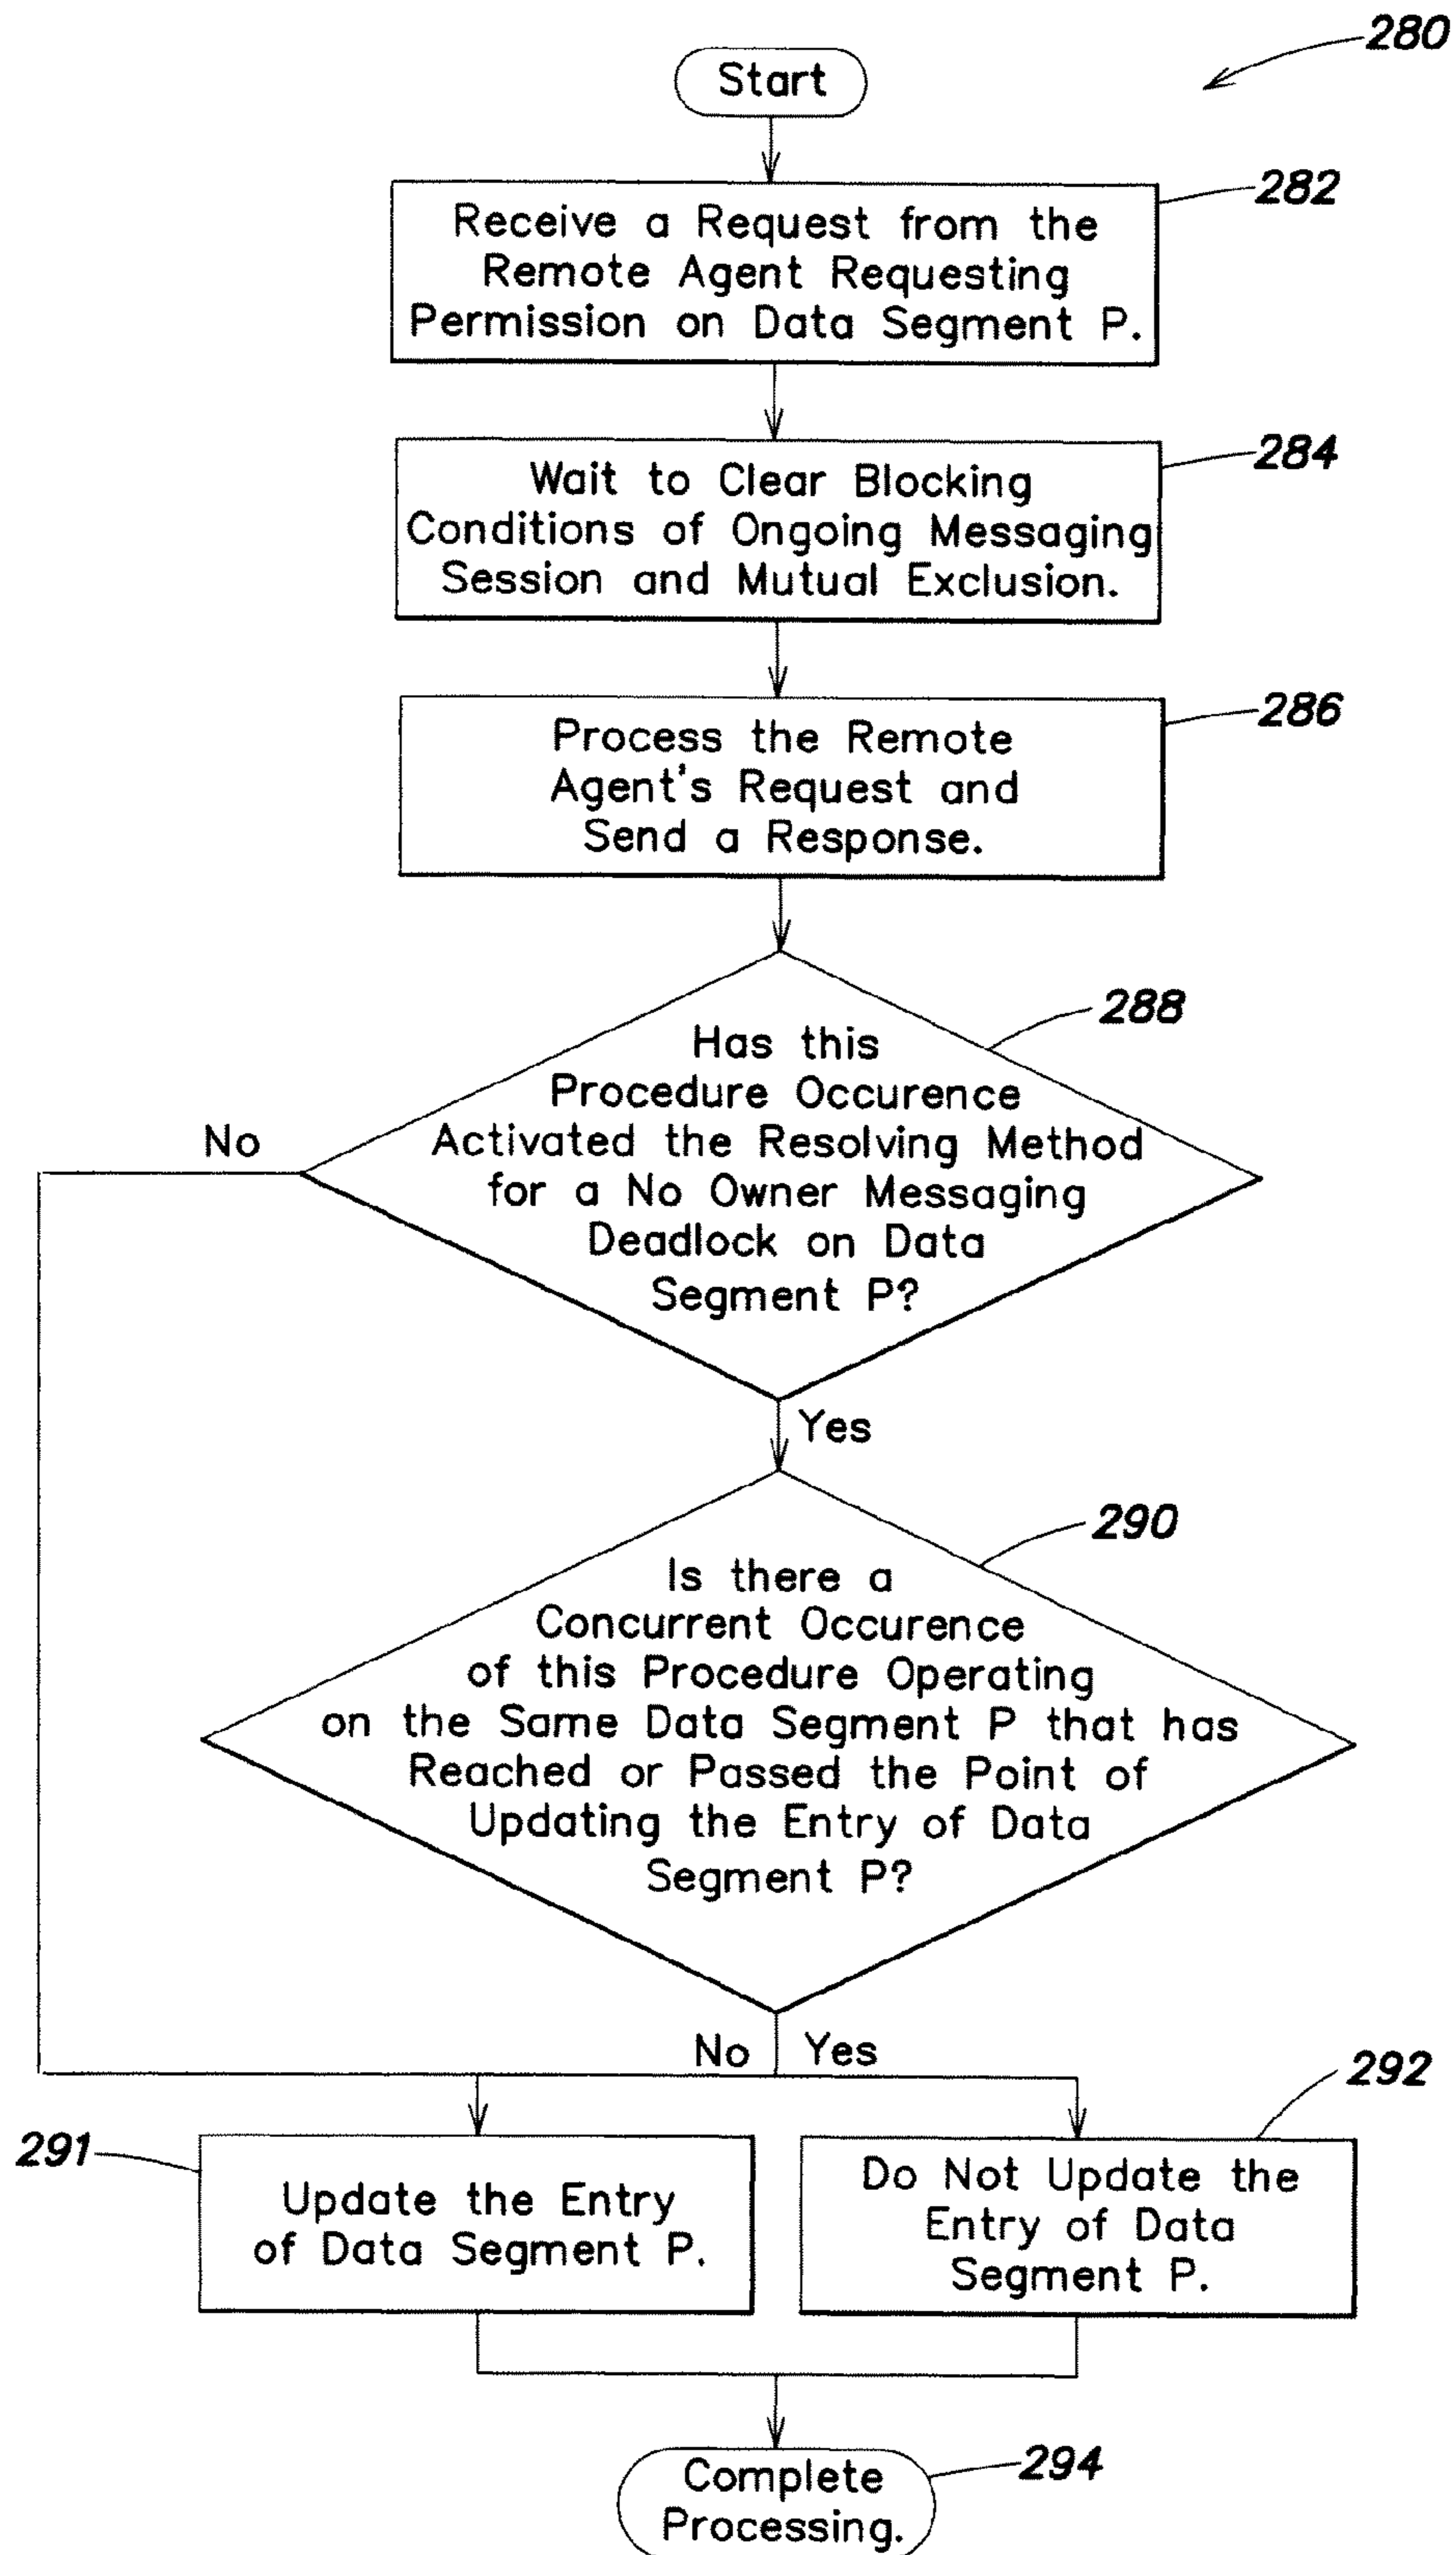 280
Start
282
Receive a Request from the
Remote Agent Requesting
Permission on Data Segment P.
284
Wait to Clear Blocking
Conditions of Ongoing Messaging
Session and Mutual Exclusion.
286
Process the Remote
Agent's Request and
Send a Response.
288
Has this
Procedure Occurence
Activated the Resolving Method
for a No Owner Messaging
Deadlock on Data
Segment P?
No
Yes
290
Is there a
Concurrent Occurence
of this Procedure Operating
on the Same Data Segment P that has
Reached or Passed the Point of
Updating the Entry of Data
Segment P?
No
Yes
291
Update the Entry
of Data Segment P.
292
Do Not Update the
Entry of Data
Segment P.
294
Complete
Processing.